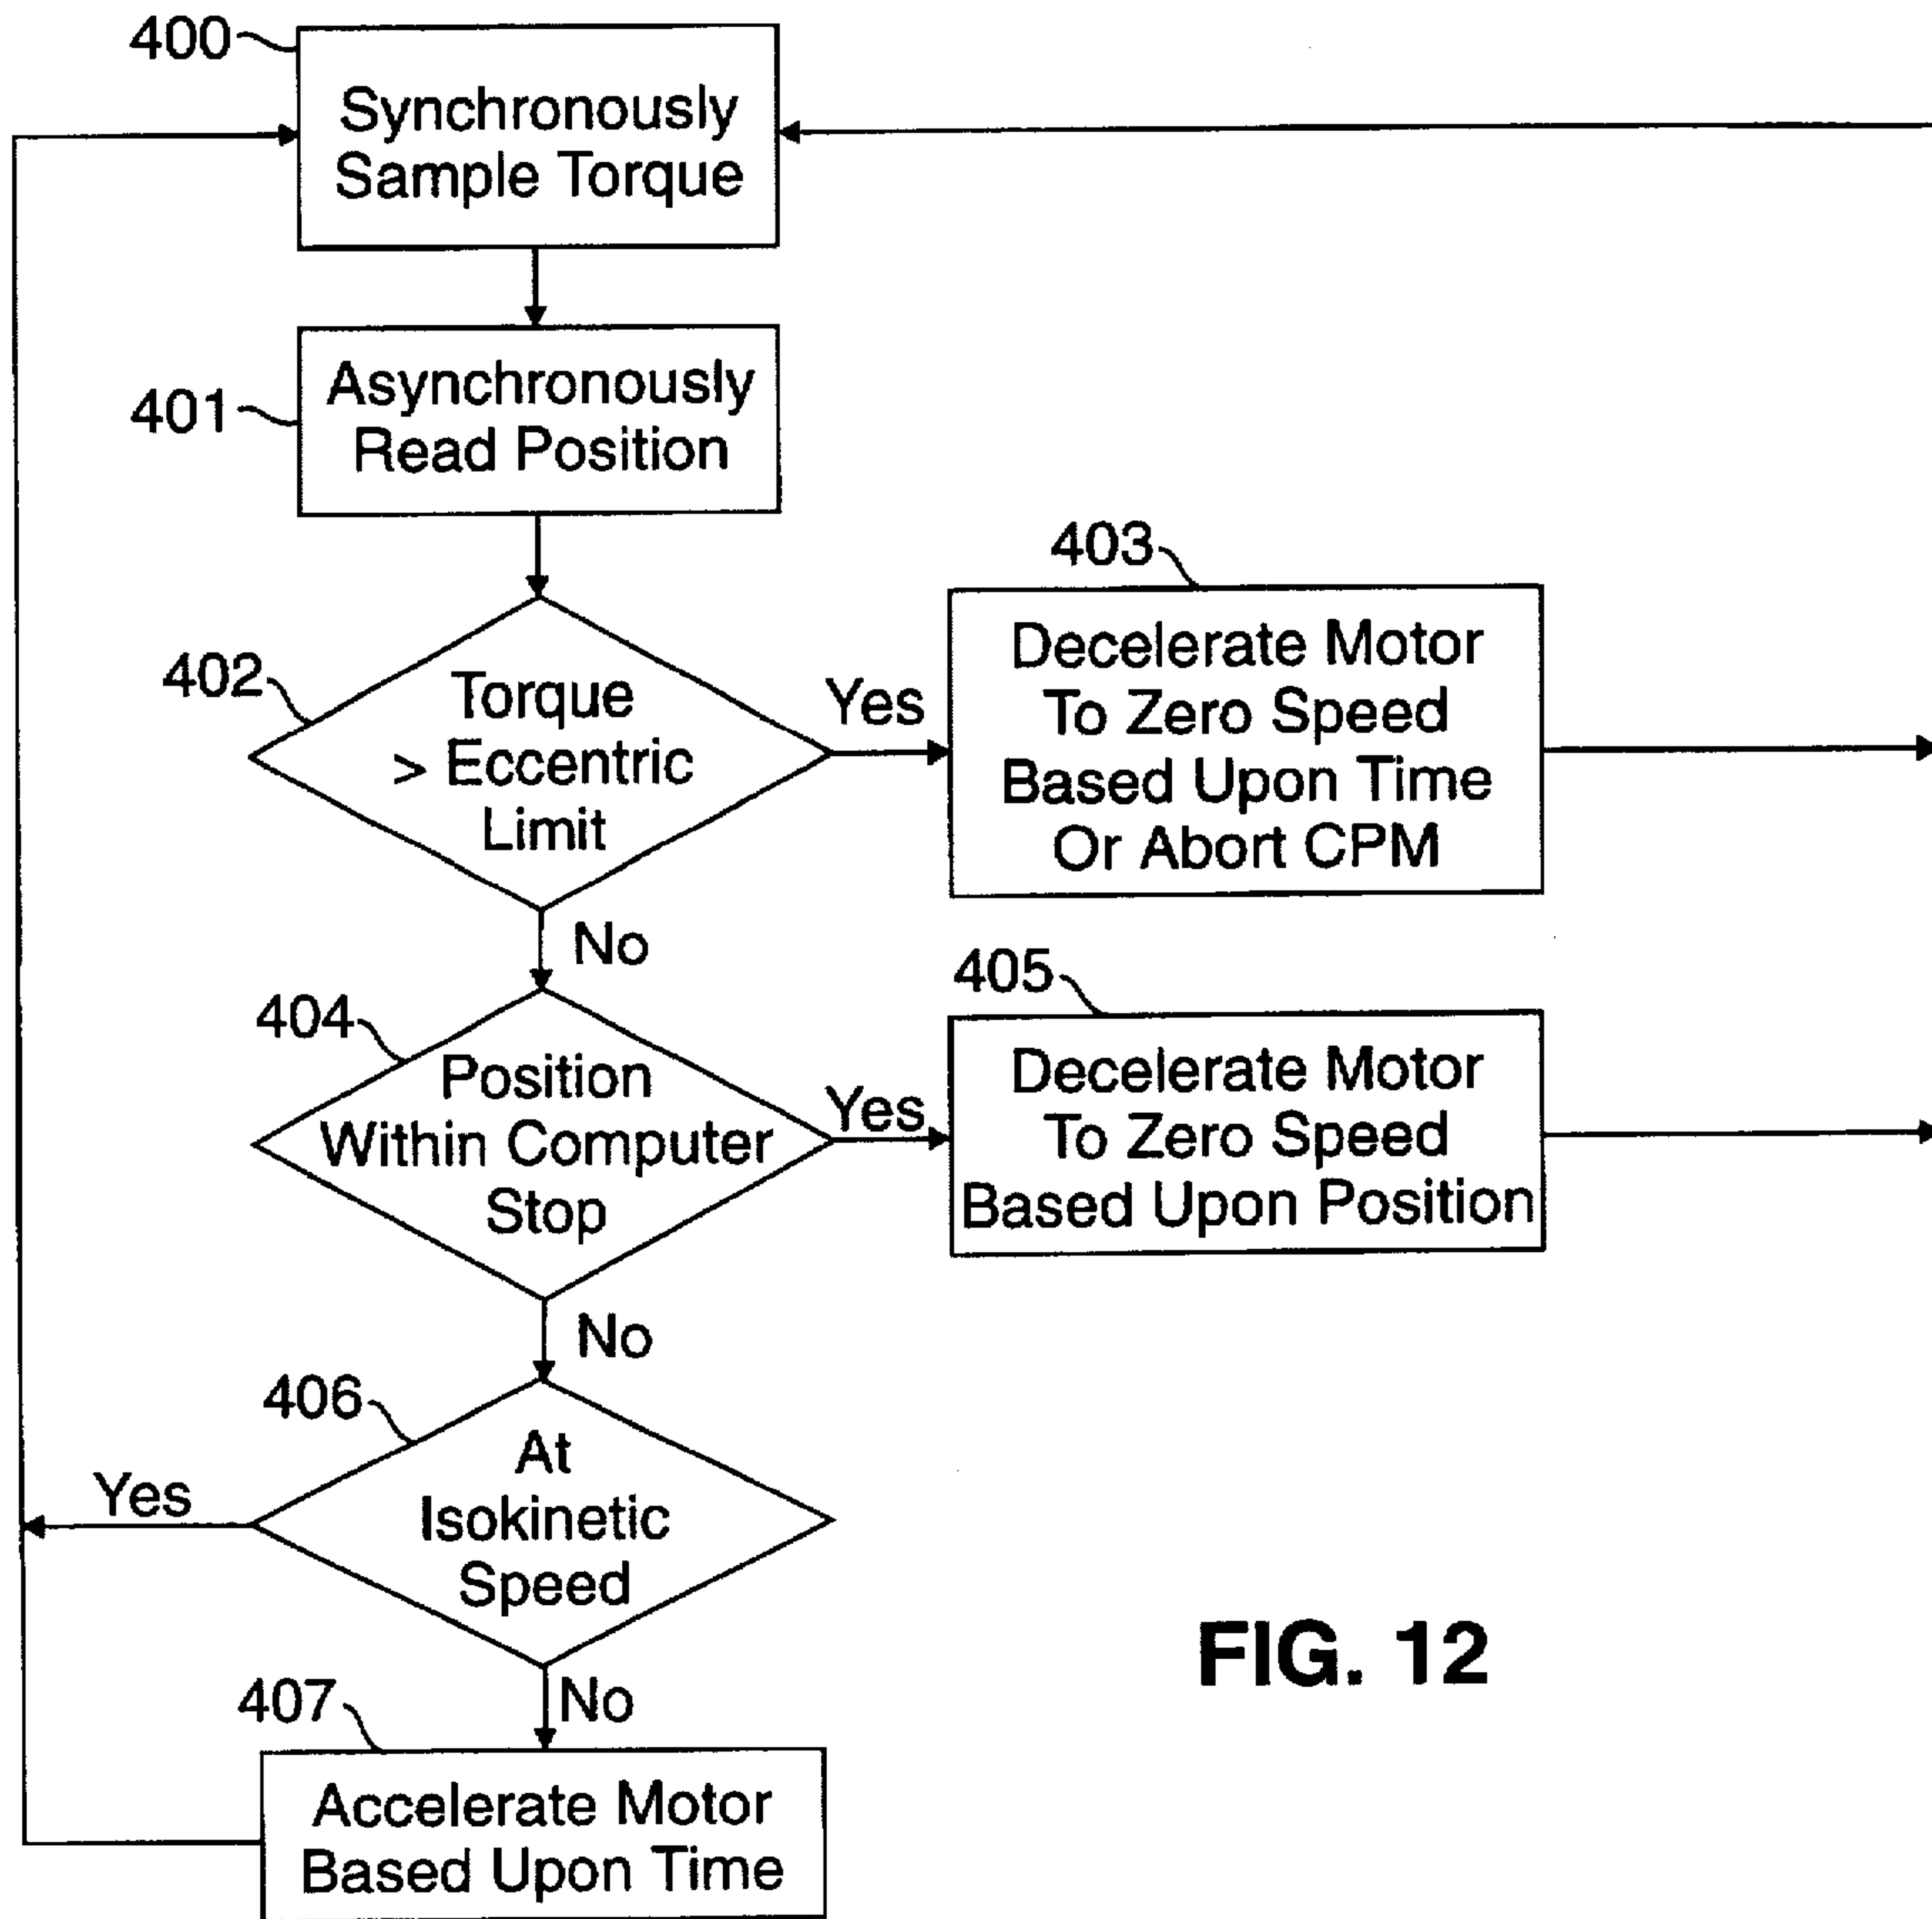 400
Synchronously
Sample Torque
401
Asynchronously
Read Position
402
Torque
> Eccentric
Limit
Yes
403
Decelerate Motor
To Zero Speed
Based Upon Time
Or Abort CPM
No
404
Position
Within Computer
Stop
Yes
405
Decelerate Motor
To Zero Speed
Based Upon Position
No
406
At
Isokinetic
Speed
Yes
No
407
Accelerate Motor
Based Upon Time
FIG. 12